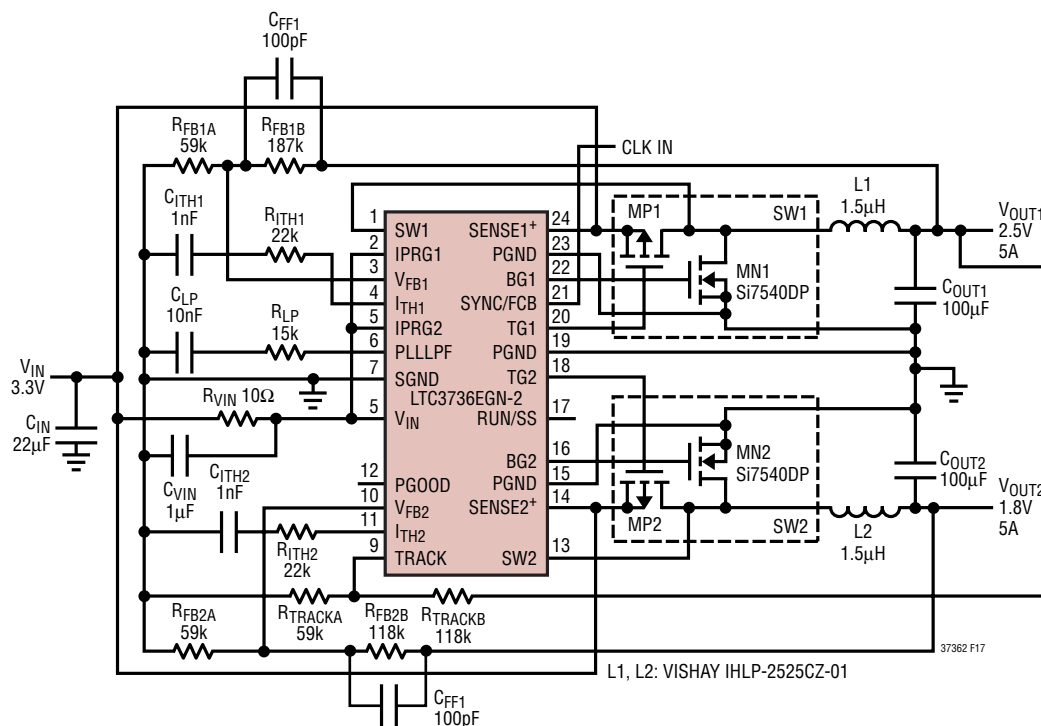 CFF1
100pF
RFB1A
59k
RFB1B
187k
CLK IN
CITH1
1nF
RITH1
22k
CLP
10nF
RLP
15k
VIN
3.3V
CIN
22µF
RVIN 10Ω
CVIN
1µF
CITH2
1nF
RITH2
22k
1
2
3
4
5
6
7
5
12
10
11
9
SW1
IPRG1
VFB1
ITH1
IPRG2
PLLLPF
SGND
LTC3736EGN-2
VIN
PGOOD
VFB2
ITH2
TRACK
SENSE1+
PGND
BG1
SYNC/FCB
TG1
PGND
TG2
RUN/SS
BG2
PGND
SENSE2+
SW2
24
23
22
21
20
19
18
17
16
15
14
13
MP1
SW1
MN1
Si7540DP
L1
1.5µH
VOUT1
2.5V
5A
COUT1
100µF
MN2
Si7540DP
MP2
SW2
COUT2
100µF
L2
1.5µH
VOUT2
1.8V
5A
RFB2A
59k
RTRACKA
59k
RFB2B
118k
RTRACKB
118k
CFF1
100pF
37362 F17
L1, L2: VISHAY IHLP-2525CZ-01